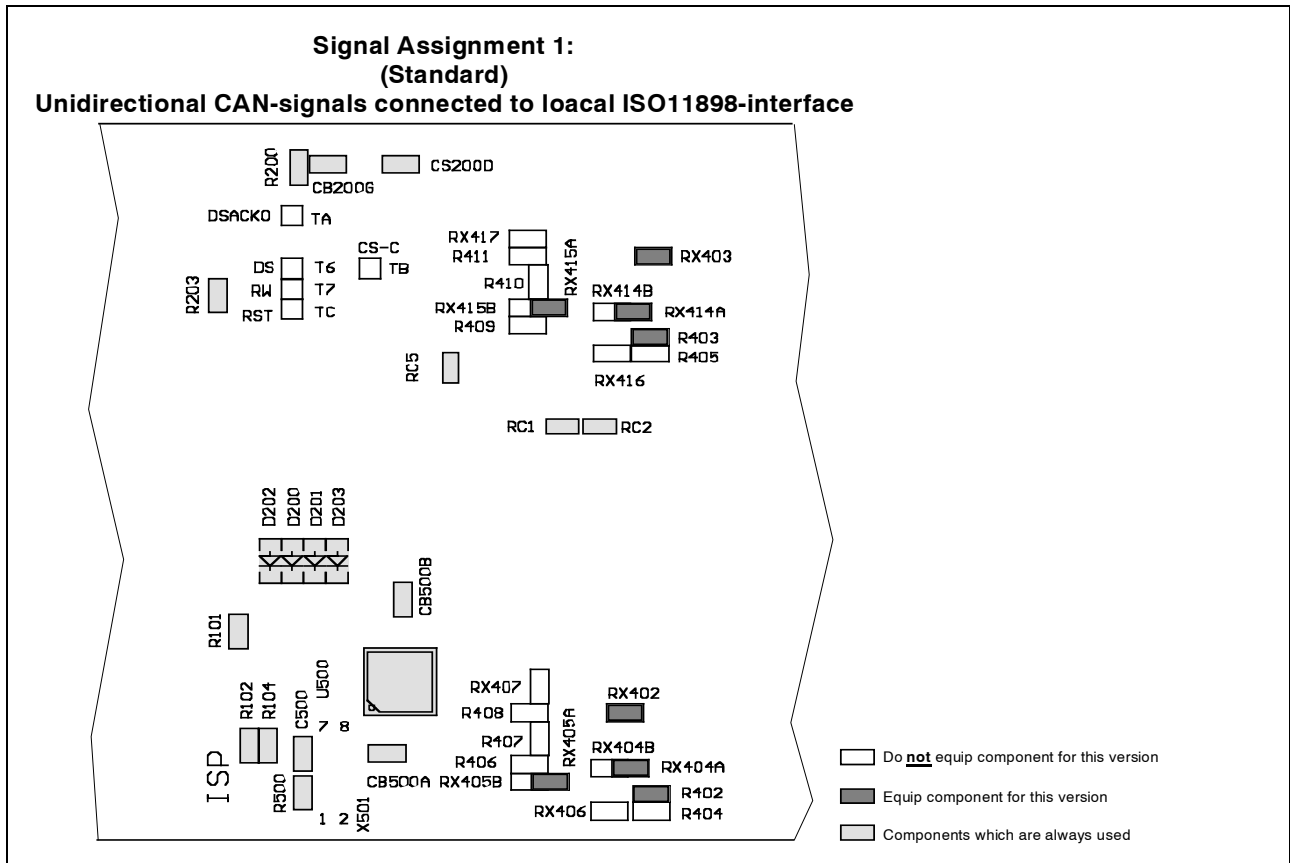 Signal Assignment 1:
(Standard)
Unidirectional CAN-signals connected to loacal ISO11898-interface
R200
CB200G
CS200D
DSACK0
TA
CS-C
TB
DS
T6
RW
T7
RST
TC
R203
RX417
R411
R410
RX415A
RX415B
R409
RX403
RX414B
RX414A
R403
R405
RX416
RC5
RC1
RC2
D202
D200
D201
D203
CB500B
R101
U500
R102
R104
C500
7 8
ISP
R500
1 2
X501
CB500A
RX407
R408
R407
RX405A
R406
RX405B
RX402
RX404B
RX404A
R402
RX406
R404
Do not equip component for this version
Equip component for this version
Components which are always used